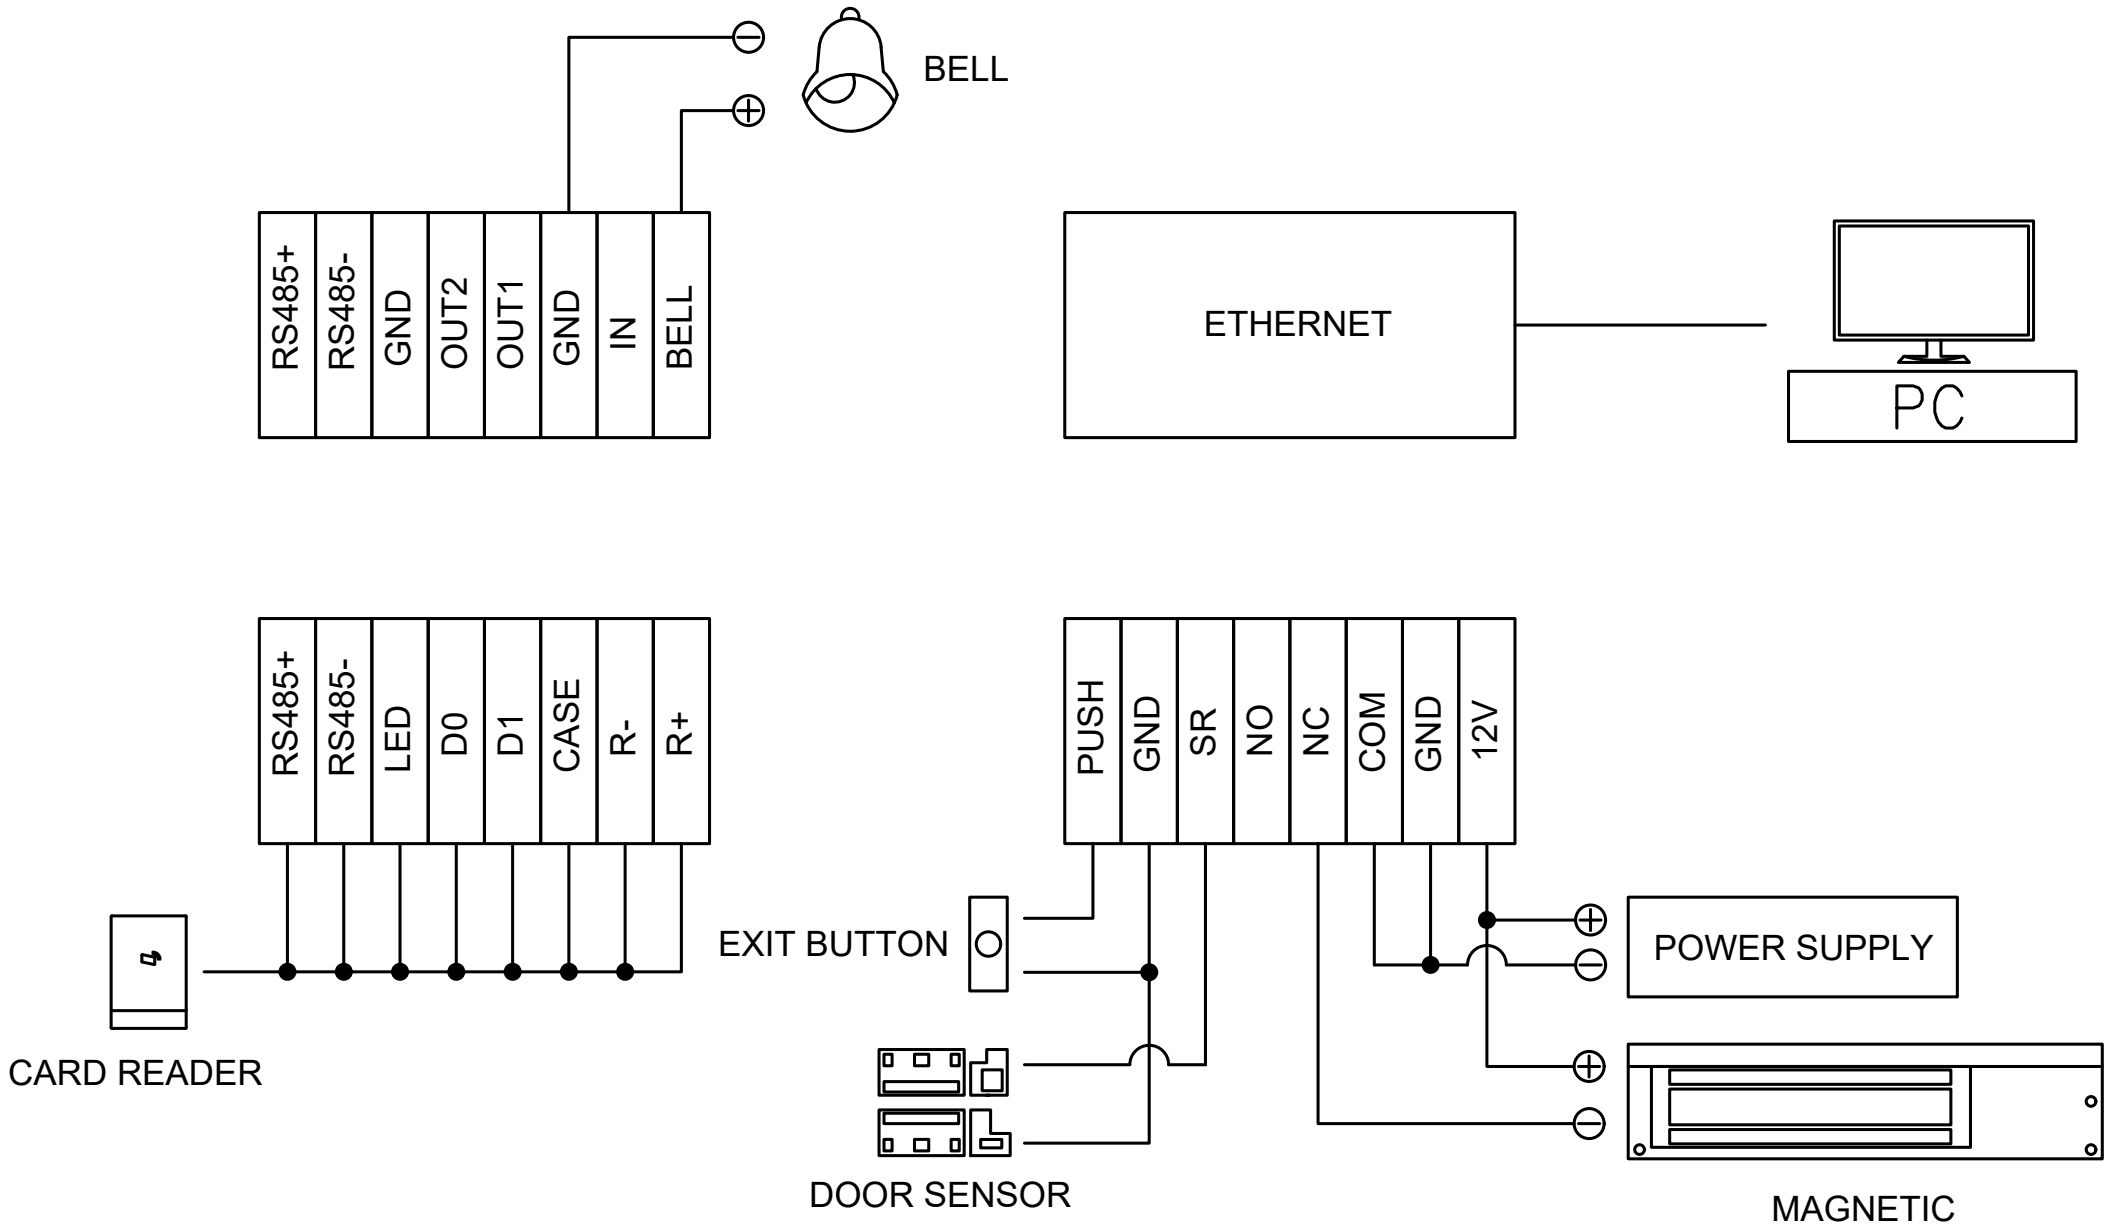 BELL
RS485+
RS485-
GND
OUT2
OUT1
GND
IN
BELL
ETHERNET
PC
RS485+
RS485-
LED
D0
D1
CASE
R-
R+
PUSH
GND
SR
NO
NC
COM
GND
12V
EXIT BUTTON
POWER SUPPLY
CARD READER
DOOR SENSOR
MAGNETIC